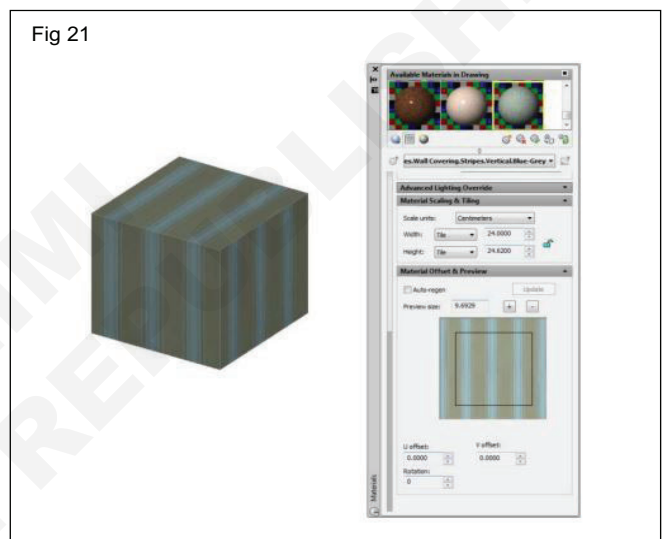 Fig 21
Available Materials in Drawing
es.Wall Covering.Stripes.Vertical.Blue-Grey
Advanced Lighting Override
Material Scaling & Tiling
Scale units: Centimeters
Width: Tile 24.0000
Height: Tile 24.6200
Material Offset & Preview
Auto-regen Update
Preview size: 9.6929 + -
U offset: V offset:
0.0000 0.0000
Rotation:
0
Materials
REPUBLISH